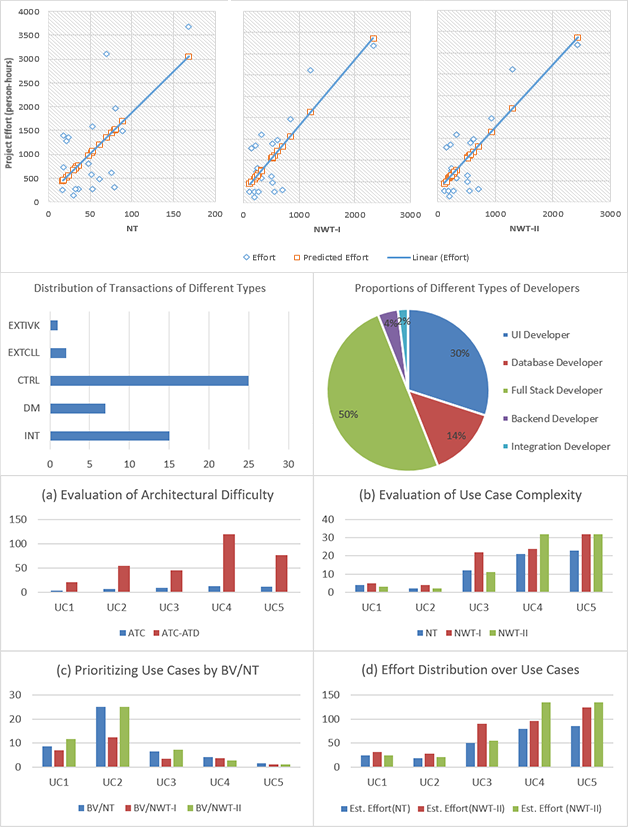 Project Effort (person-hours)
4000
3500
3000
2500
2000
1500
1000
500
0
0 50 100 150 200
0 1000 2000 3000
0 1000 2000 3000
NT
NWT-I
NWT-II
Effort Predicted Effort Linear (Effort)
Distribution of Transactions of Different Types
EXTIVK
EXTCLL
CTRL
DM
INT
0 5 10 15 20 25 30
Proportions of Different Types of Developers
4% 2%
30%
50%
14%
UI Developer
Database Developer
Full Stack Developer
Backend Developer
Integration Developer
(a) Evaluation of Architectural Difficulty
150
100
50
0
UC1 UC2 UC3 UC4 UC5
ATC ATC-ATD
(b) Evaluation of Use Case Complexity
40
30
20
10
0
UC1 UC2 UC3 UC4 UC5
NT NWT-I NWT-II
(c) Prioritizing Use Cases by BV/NT
30
20
10
0
UC1 UC2 UC3 UC4 UC5
BV/NT BV/NWT-I BV/NWT-II
(d) Effort Distribution over Use Cases
150
100
50
0
UC1 UC2 UC3 UC4 UC5
Est. Effort(NT) Est. Effort(NWT-II) Est. Effort (NWT-II)